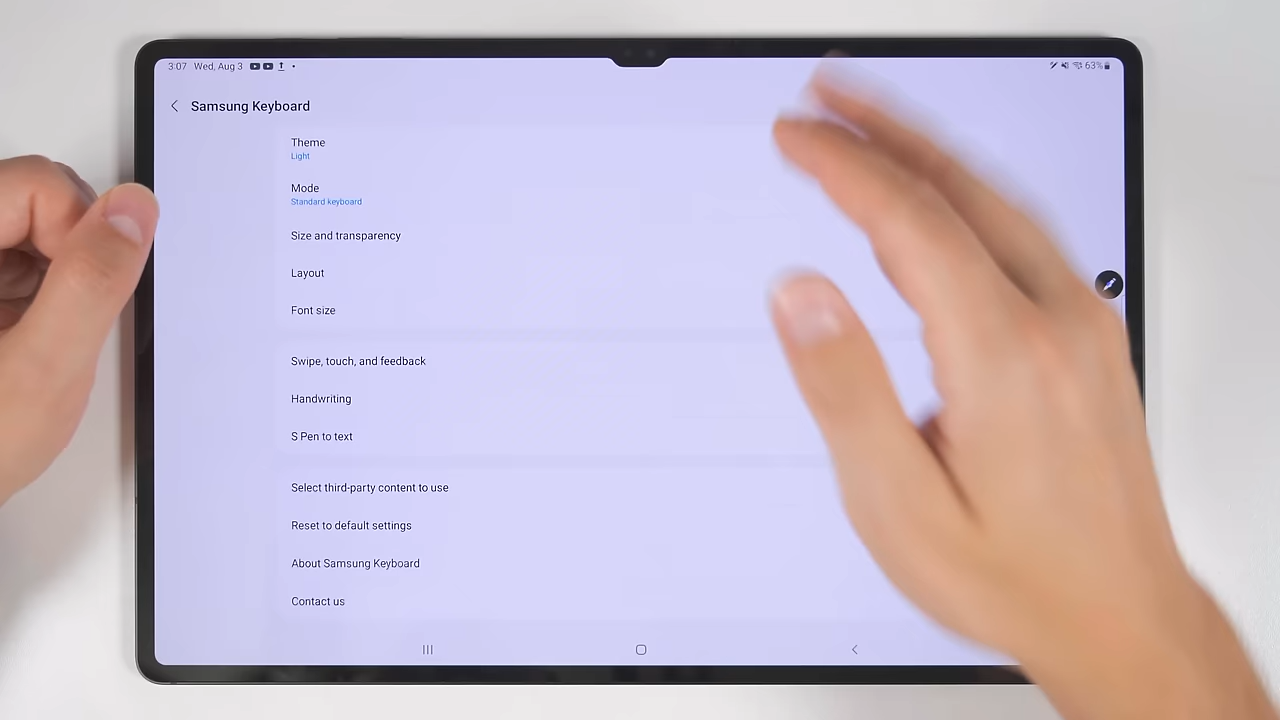 3:07 Wed, Aug 3
63%
Samsung Keyboard
Theme
Light
Mode
Standard keyboard
Size and transparency
Layout
Font size
Swipe, touch, and feedback
Handwriting
S Pen to text
Select third-party content to use
Reset to default settings
About Samsung Keyboard
Contact us